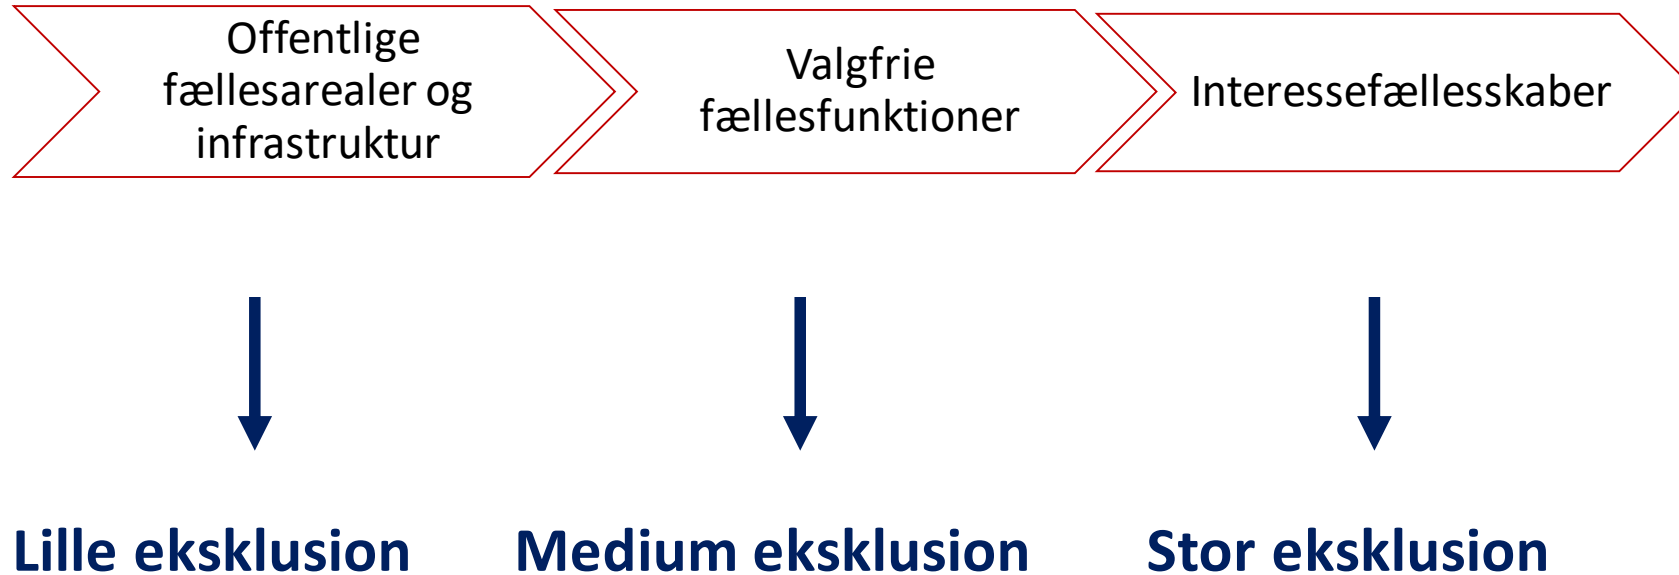 Offentlige
fællesarealer og
infrastruktur
Valgfrie
fællesfunktioner
Interessefællesskaber
Lille eksklusion
Medium eksklusion
Stor eksklusion